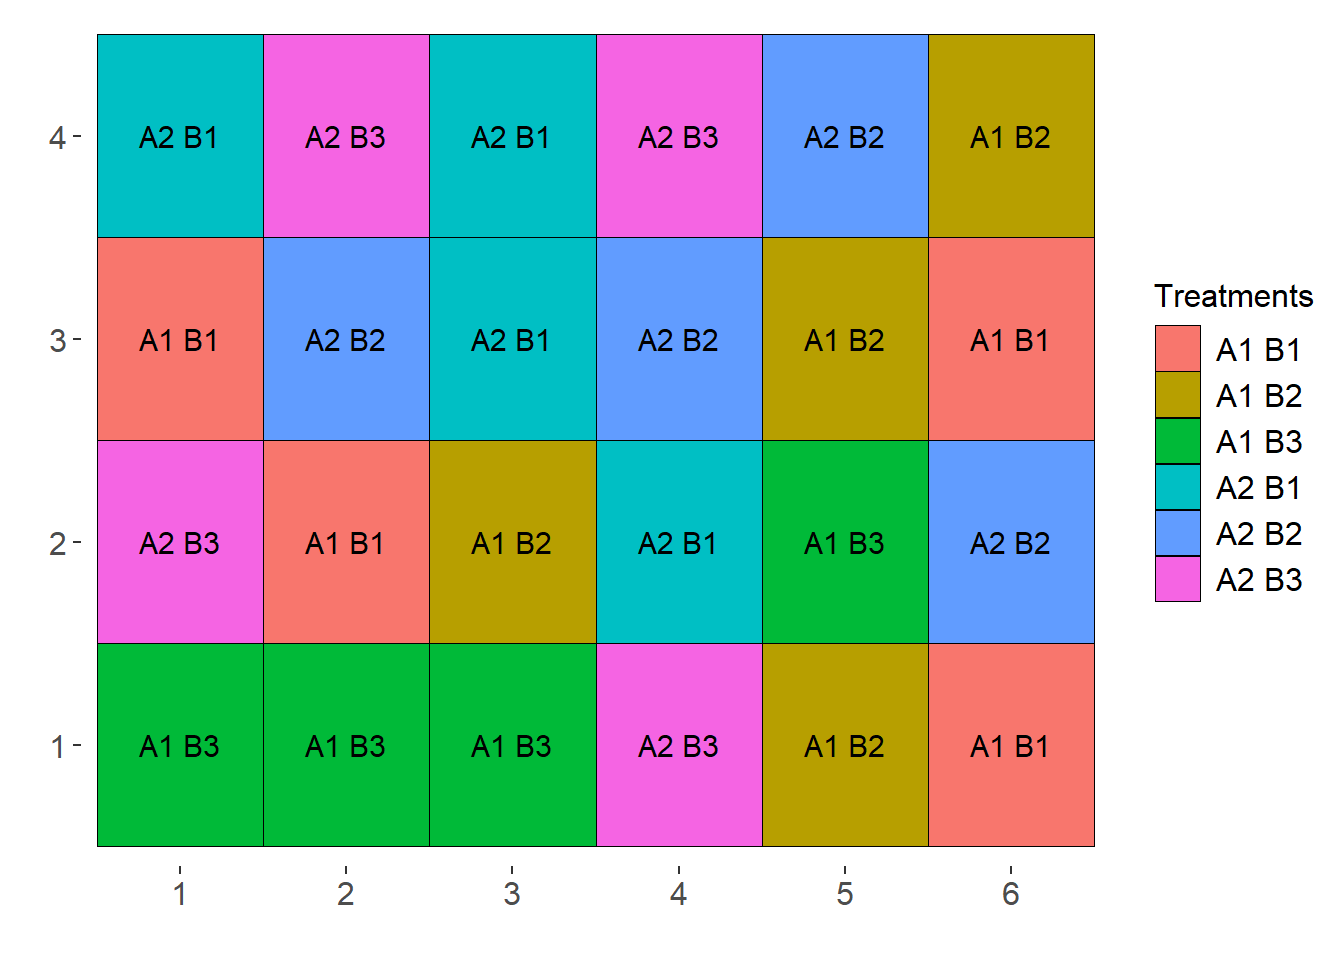 4 A2 B1 A2 B3 A2 B1 A2 B3 A2 B2 A1 B2
3 A1 B1 A2 B2 A2 B1 A2 B2 A1 B2 A1 B1
2 A2 B3 A1 B1 A1 B2 A2 B1 A1 B3 A2 B2
1 A1 B3 A1 B3 A1 B3 A2 B3 A1 B2 A1 B1
1 2 3 4 5 6
Treatments
A1 B1
A1 B2
A1 B3
A2 B1
A2 B2
A2 B3